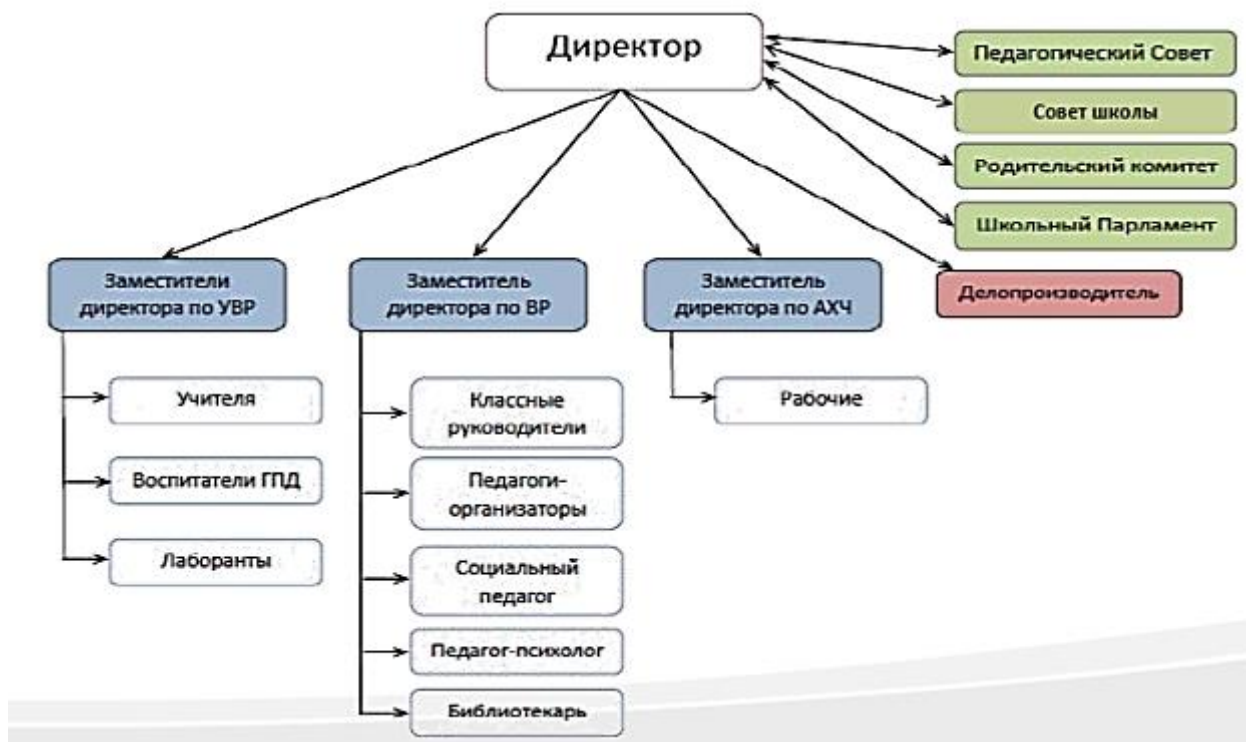 Директор
Педагогический Совет
Совет школы
Родительский комитет
Школьный Парламент
Заместители
директора по УВР
Заместитель
директора по ВР
Заместитель
директора по АХЧ
Делопроизводитель
Учителя
Воспитатели ГПД
Лаборанты
Классные
руководители
Педагоги-
организаторы
Социальный
педагог
Педагог-психолог
Библиотекарь
Рабочие